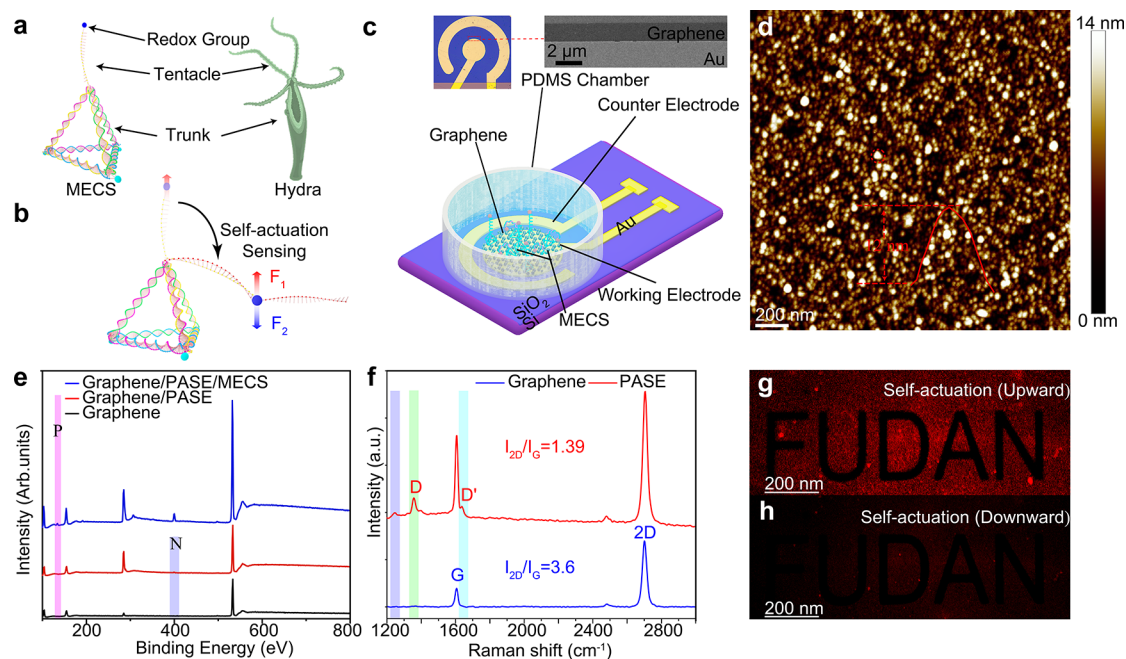 a
Redox Group
Tentacle
Trunk
MECS
Hydra
b
Self-actuation
Sensing
F1
F2
c
Graphene
2 μm
Au
PDMS Chamber
Counter Electrode
Graphene
Au
Working Electrode
SiO2
Si
MECS
d
14 nm
200 nm
0 nm
e
Graphene/PASE/MECS
Graphene/PASE
Graphene
P
N
Intensity (Arb.units)
200 400 600 800
Binding Energy (eV)
f
Graphene PASE
I2D/IG=1.39
D
D'
2D
I2D/IG=3.6
G
Intensity (a.u.)
1200 1600 2000 2400 2800
Raman shift (cm-1)
g
Self-actuation (Upward)
FUDAN
200 nm
h
Self-actuation (Downward)
FUDAN
200 nm